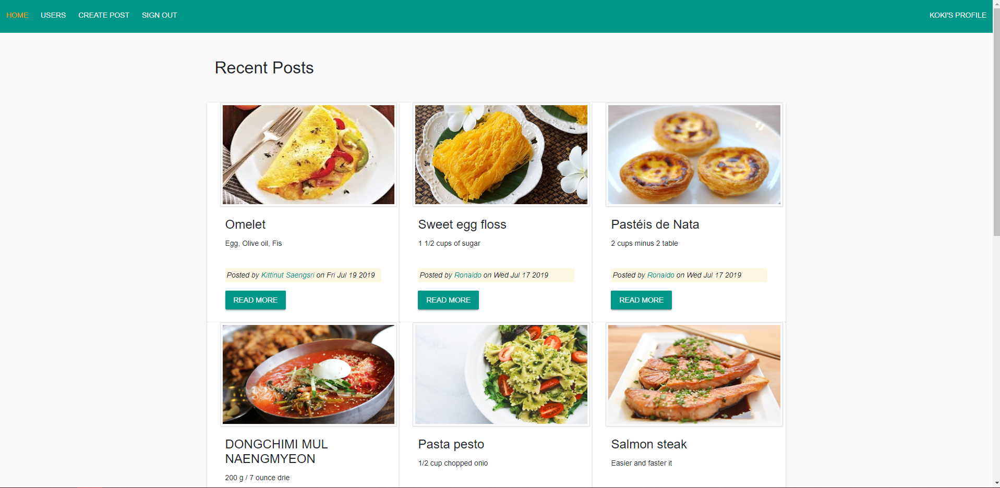 HOME USERS CREATE POST SIGN OUT KOKI'S PROFILE
Recent Posts
Omelet
Egg, Olive oil, Fis
Posted by Kittinut Saengsri on Fri Jul 19 2019
READ MORE
Sweet egg floss
1 1/2 cups of sugar
Posted by Ronaldo on Wed Jul 17 2019
READ MORE
Pastéis de Nata
2 cups minus 2 table
Posted by Ronaldo on Wed Jul 17 2019
READ MORE
DONGCHIMI MUL
NAENGMYEON
200 g / 7 ounce drie
Pasta pesto
1/2 cup chopped onio
Salmon steak
Easier and faster it